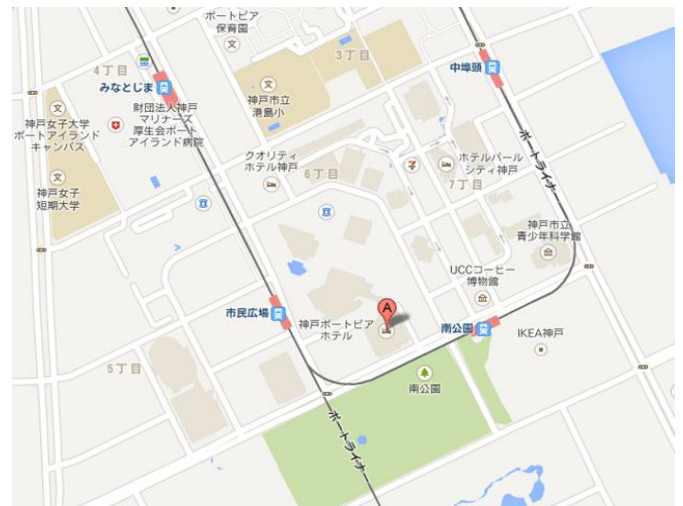 ポートピア
保育園
3丁目
中埠頭
4丁目
みなとじま
神戸市立
港島小
財団法人神戸
マリナーズ
厚生会ポート
アイランド病院
神戸女子大学
ポートアイランド
キャンパス
クオリティ
ホテル神戸
6丁目
ホテルパール
シティ神戸
7丁目
ポートライナー
神戸女子
短期大学
神戸市立
青少年科学館
UCCコーヒー
博物館
市民広場
神戸ポートピア
ホテル
A
南公園
IKEA神戸
5丁目
南公園
ポートライナー